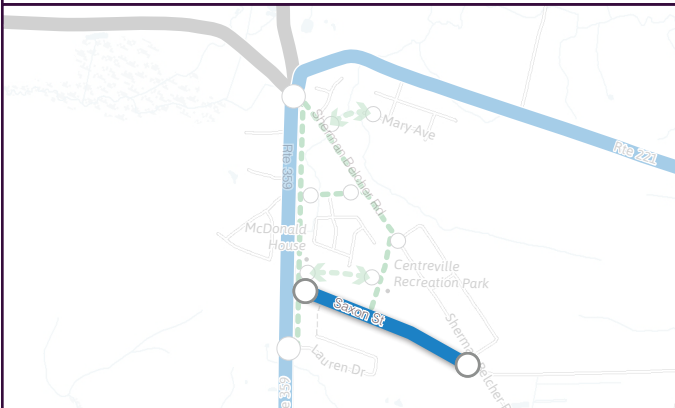 Sherman Belcher Rd
Mary Ave
Rte 359
Rte 221
McDonald
House
Centreville
Recreation Park
Saxon St
Lauren Dr